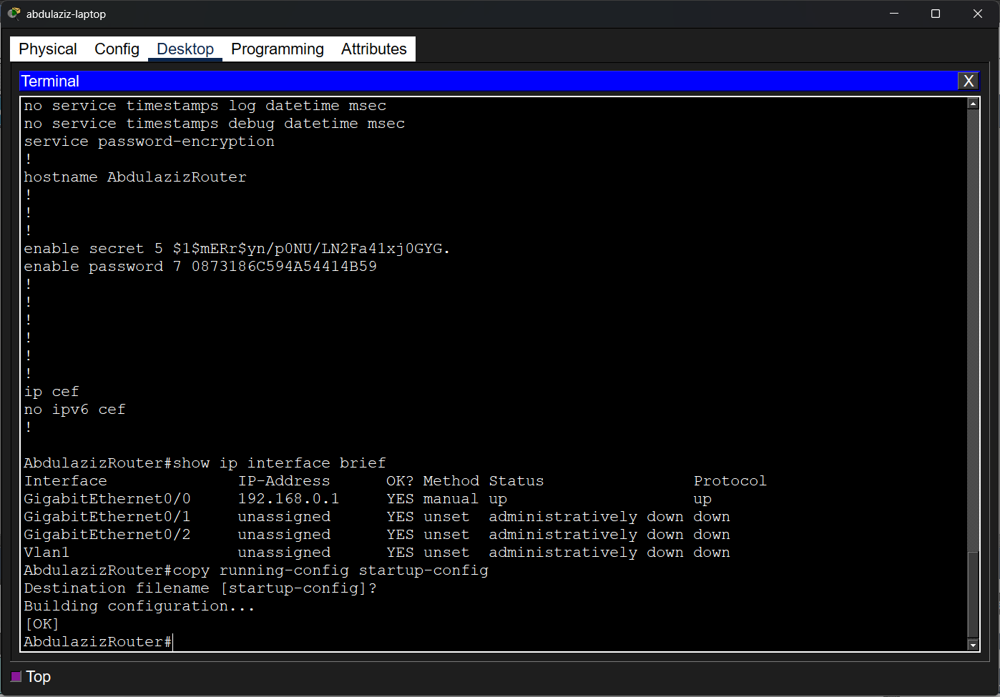 abdulaziz-laptop
Physical Config Desktop Programming Attributes
Terminal X
no service timestamps log datetime msec
no service timestamps debug datetime msec
service password-encryption
!
hostname AbdulazizRouter
!
!
!
enable secret 5 $1$mERr$yn/p0NU/LN2Fa41xj0GYG.
enable password 7 0873186C594A54414B59
!
!
!
!
!
!
ip cef
no ipv6 cef
!
AbdulazizRouter#show ip interface brief
Interface IP-Address OK? Method Status Protocol
GigabitEthernet0/0 192.168.0.1 YES manual up up
GigabitEthernet0/1 unassigned YES unset administratively down down
GigabitEthernet0/2 unassigned YES unset administratively down down
Vlan1 unassigned YES unset administratively down down
AbdulazizRouter#copy running-config startup-config
Destination filename [startup-config]?
Building configuration...
[OK]
AbdulazizRouter#
Top